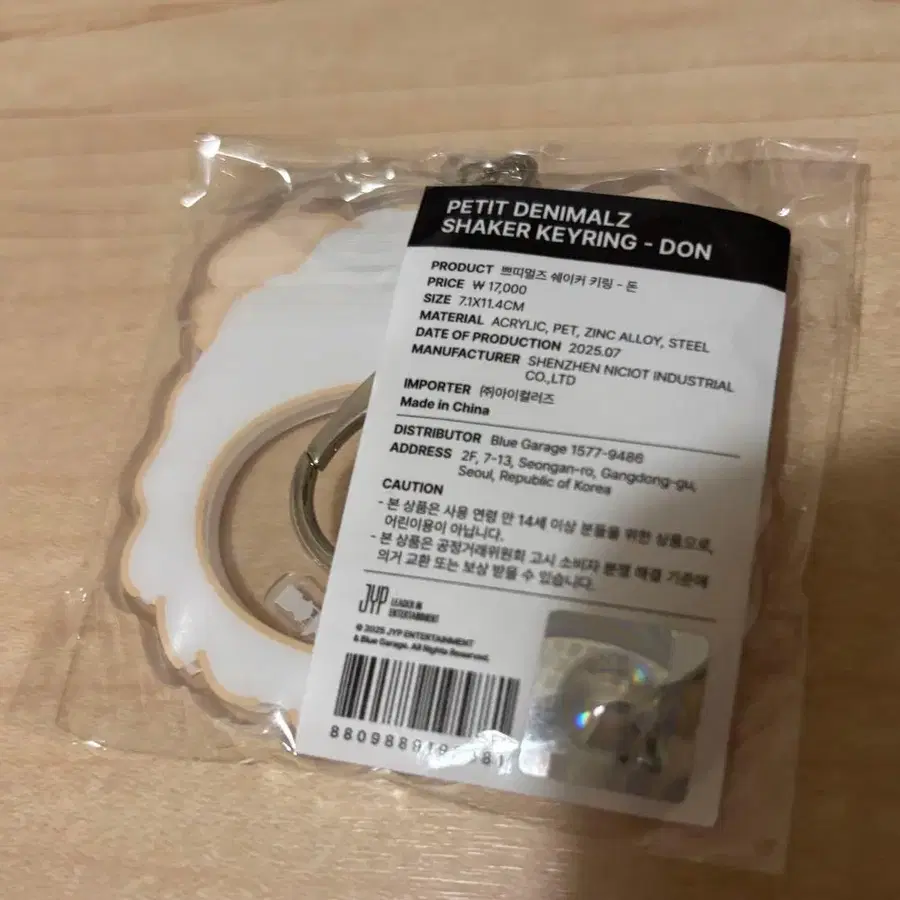 PETIT DENIMALZ
SHAKER KEYRING - DON
PRODUCT 쁘띠멀즈 쉐이커 키링 - 돈
PRICE ₩ 17,000
SIZE 7.1X11.4CM
MATERIAL ACRYLIC, PET, ZINC ALLOY, STEEL
DATE OF PRODUCTION 2025.07
MANUFACTURER SHENZHEN NICIOT INDUSTRIAL
CO.,LTD
IMPORTER ㈜아이컬러즈
Made in China
DISTRIBUTOR Blue Garage 1577-9486
ADDRESS 2F, 7-13, Seongan-ro, Gangdong-gu,
Seoul, Republic of Korea
CAUTION
- 본 상품은 사용 연령 만 14세 이상 분들을 위한 상품으로,
어린이용이 아닙니다.
- 본 상품은 공정거래위원회 고시 소비자 분쟁 해결 기준에
의거 교환 또는 보상 받을 수 있습니다.
JYP LEADER IN
ENTERTAINMENT
© 2025 JYP ENTERTAINMENT
& Blue Garage. All Rights Reserved.